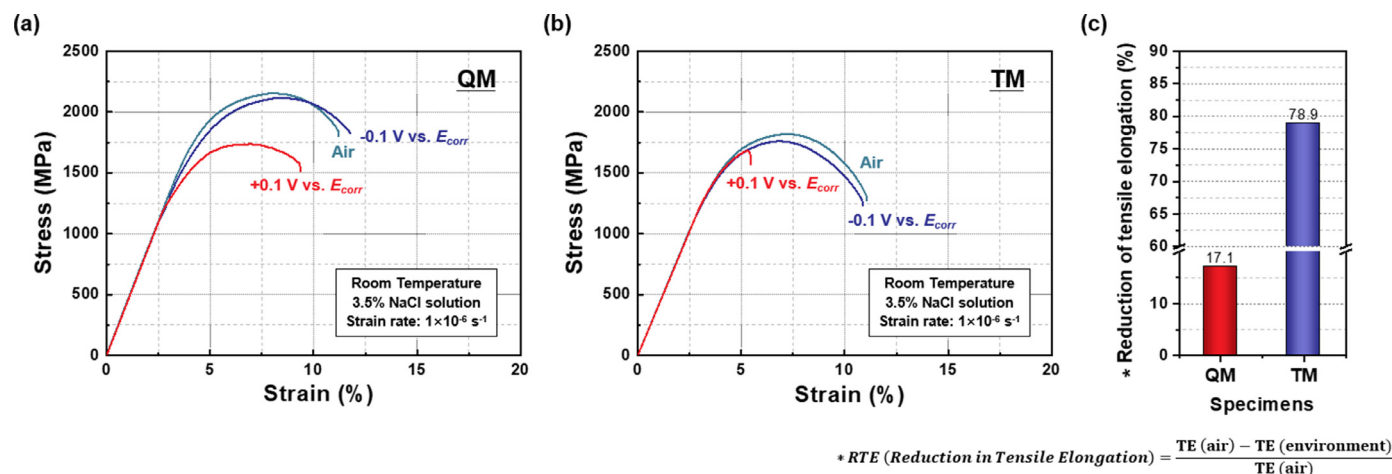 (a)
Stress (MPa)
2500
2000
1500
1000
500
0
0 5 10 15 20
Strain (%)
QM
Air
-0.1 V vs. Ecorr
+0.1 V vs. Ecorr
Room Temperature
3.5% NaCl solution
Strain rate: 1×10⁻⁶ s⁻¹
(b)
Stress (MPa)
2500
2000
1500
1000
500
0
0 5 10 15 20
Strain (%)
TM
Air
+0.1 V vs. Ecorr
-0.1 V vs. Ecorr
Room Temperature
3.5% NaCl solution
Strain rate: 1×10⁻⁶ s⁻¹
(c)
* Reduction of tensile elongation (%)
90
85
80
75
70
65
60
10
0
17.1
78.9
QM TM
Specimens
* RTE (Reduction in Tensile Elongation) = TE (air) − TE (environment)
TE (air)